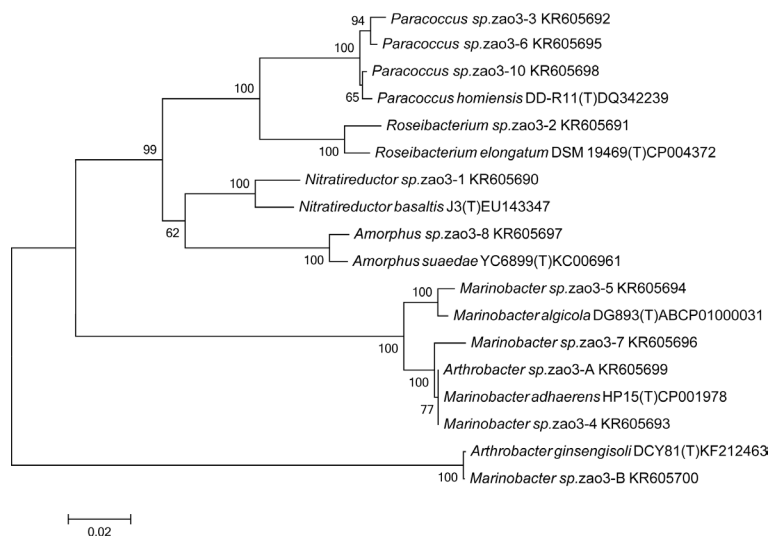 94
Paracoccus sp.zao3-3 KR605692
Paracoccus sp.zao3-6 KR605695
100
Paracoccus sp.zao3-10 KR605698
65
Paracoccus homiensis DD-R11(T)DQ342239
100
Roseibacterium sp.zao3-2 KR605691
100
Roseibacterium elongatum DSM 19469(T)CP004372
99
100
Nitratireductor sp.zao3-1 KR605690
Nitratireductor basaltis J3(T)EU143347
62
Amorphus sp.zao3-8 KR605697
100
Amorphus suaedae YC6899(T)KC006961
100
Marinobacter sp.zao3-5 KR605694
Marinobacter algicola DG893(T)ABCP01000031
100
Marinobacter sp.zao3-7 KR605696
100
Arthrobacter sp.zao3-A KR605699
Marinobacter adhaerens HP15(T)CP001978
77
Marinobacter sp.zao3-4 KR605693
Arthrobacter ginsengisoli DCY81(T)KF212463
100
Marinobacter sp.zao3-B KR605700
0.02